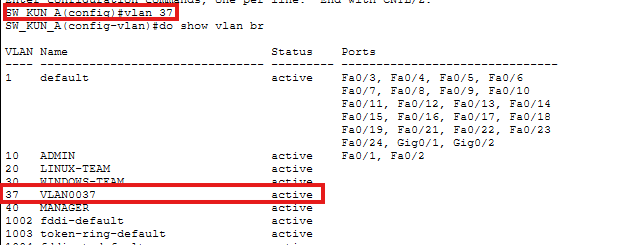 Enter configuration commands, one per line. End with CNTL/Z.
SW_KUN_A(config)#vlan 37
SW_KUN_A(config-vlan)#do show vlan br
VLAN Name Status Ports
---- -------------------------------- --------- -------------------------------
1 default active Fa0/3, Fa0/4, Fa0/5, Fa0/6
Fa0/7, Fa0/8, Fa0/9, Fa0/10
Fa0/11, Fa0/12, Fa0/13, Fa0/14
Fa0/15, Fa0/16, Fa0/17, Fa0/18
Fa0/19, Fa0/21, Fa0/22, Fa0/23
Fa0/24, Gig0/1, Gig0/2
10 ADMIN active Fa0/1, Fa0/2
20 LINUX-TEAM active
30 WINDOWS-TEAM active
37 VLAN0037 active
40 MANAGER active
1002 fddi-default active
1003 token-ring-default active